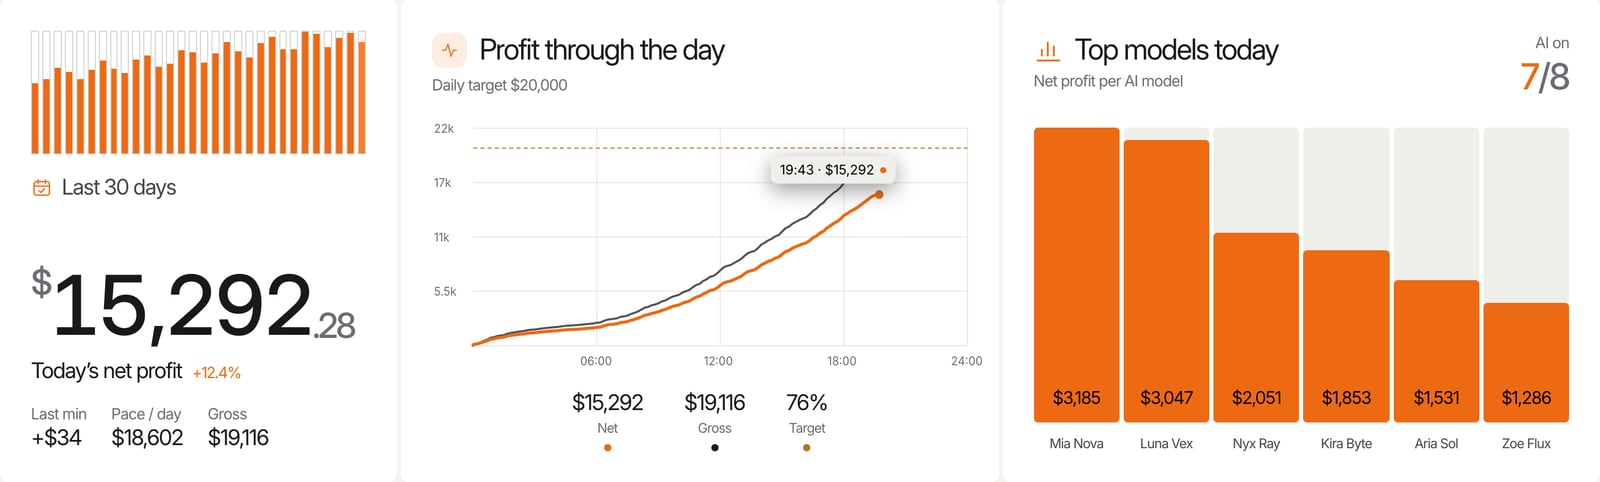 Last 30 days
$15,292.28
Today's net profit +12.4%
Last min Pace / day Gross
+$34 $18,602 $19,116
Profit through the day
Daily target $20,000
22k
17k
11k
5.5k
19:43 · $15,292
06:00 12:00 18:00 24:00
$15,292 $19,116 76%
Net Gross Target
Top models today
Net profit per AI model
AI on
7/8
$3,185 $3,047 $2,051 $1,853 $1,531 $1,286
Mia Nova Luna Vex Nyx Ray Kira Byte Aria Sol Zoe Flux